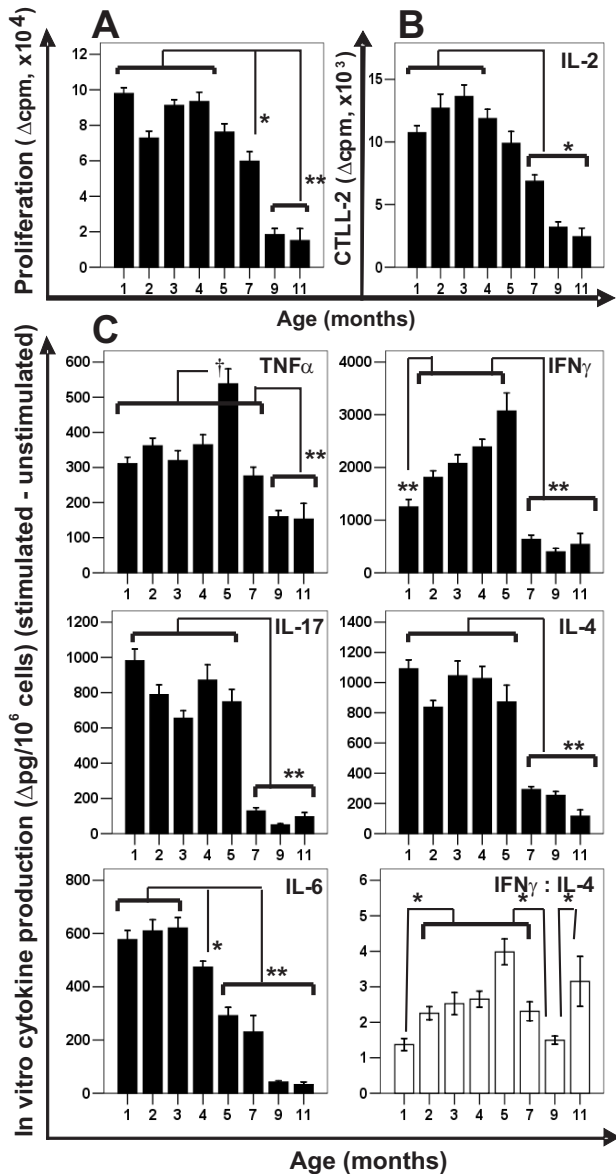 A
Proliferation (Δcpm, x10⁴)
12
10
8
6
4
2
0
*
**
1 2 3 4 5 7 9 11
B
IL-2
CTLL-2 (Δcpm, x10³)
15
10
5
0
*
1 2 3 4 5 7 9 11
Age (months)
C
In vitro cytokine production (Δpg/10⁶ cells) (stimulated - unstimulated)
TNFα
600
500
400
300
200
100
0
†
**
1 2 3 4 5 7 9 11
IFNγ
4000
3000
2000
1000
0
**
**
1 2 3 4 5 7 9 11
IL-17
1200
1000
800
600
400
200
0
**
1 2 3 4 5 7 9 11
IL-4
1400
1200
1000
800
600
400
200
0
**
1 2 3 4 5 7 9 11
IL-6
800
600
400
200
0
*
**
1 2 3 4 5 7 9 11
IFNγ : IL-4
6
5
4
3
2
1
0
*
*
*
1 2 3 4 5 7 9 11
Age (months)